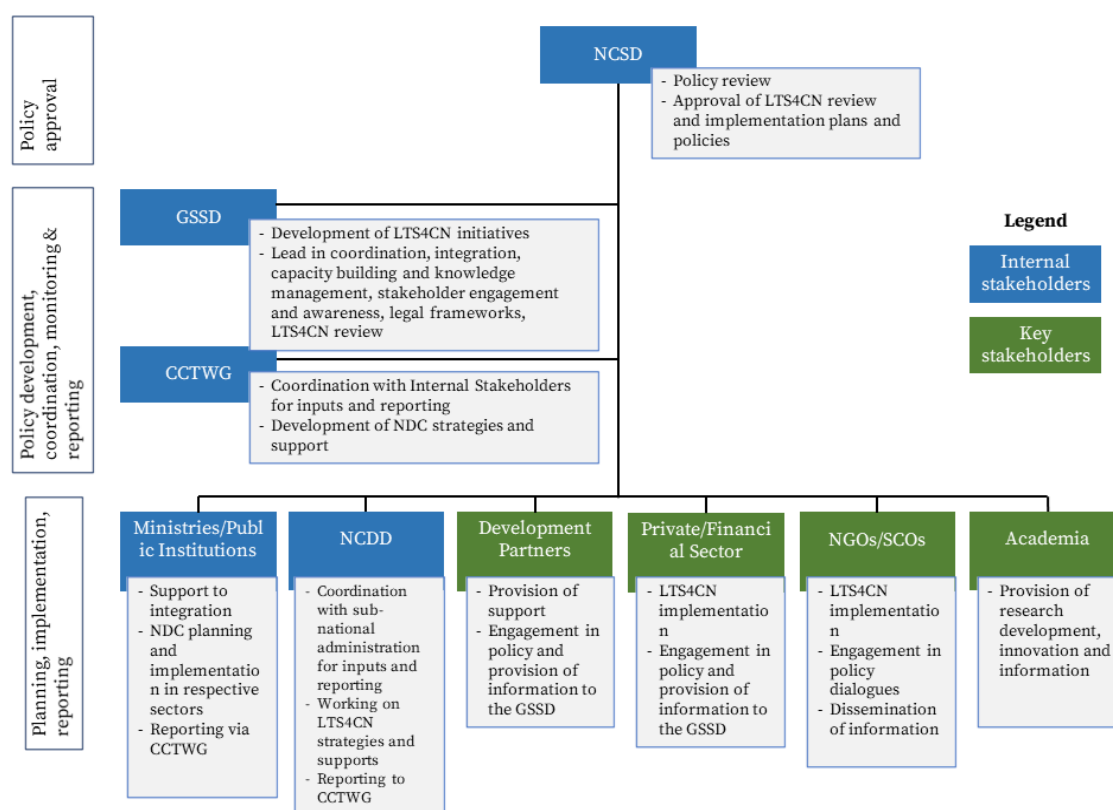 Policy
approval
NCSD
- Policy review
- Approval of LTS4CN review
and implementation plans and
policies
Policy development,
coordination, monitoring &
reporting
GSSD
- Development of LTS4CN initiatives
- Lead in coordination, integration,
capacity building and knowledge
management, stakeholder engagement
and awareness, legal frameworks,
LTS4CN review
CCTWG
- Coordination with Internal Stakeholders
for inputs and reporting
- Development of NDC strategies and
support
Legend
Internal
stakeholders
Key
stakeholders
Planning, implementation,
reporting
Ministries/Publ
ic Institutions
- Support to
integration
- NDC planning
and
implementatio
n in respective
sectors
- Reporting via
CCTWG
NCDD
- Coordination
with sub-
national
administration
for inputs and
reporting
- Working on
LTS4CN
strategies and
supports
- Reporting to
CCTWG
Development
Partners
- Provision of
support
- Engagement in
policy and
provision of
information to
the GSSD
Private/Financi
al Sector
- LTS4CN
implementatio
n
- Engagement in
policy and
provision of
information to
the GSSD
NGOs/SCOs
- LTS4CN
implementatio
n
- Engagement in
policy
dialogues
- Dissemination
of information
Academia
- Provision of
research
development,
innovation and
information